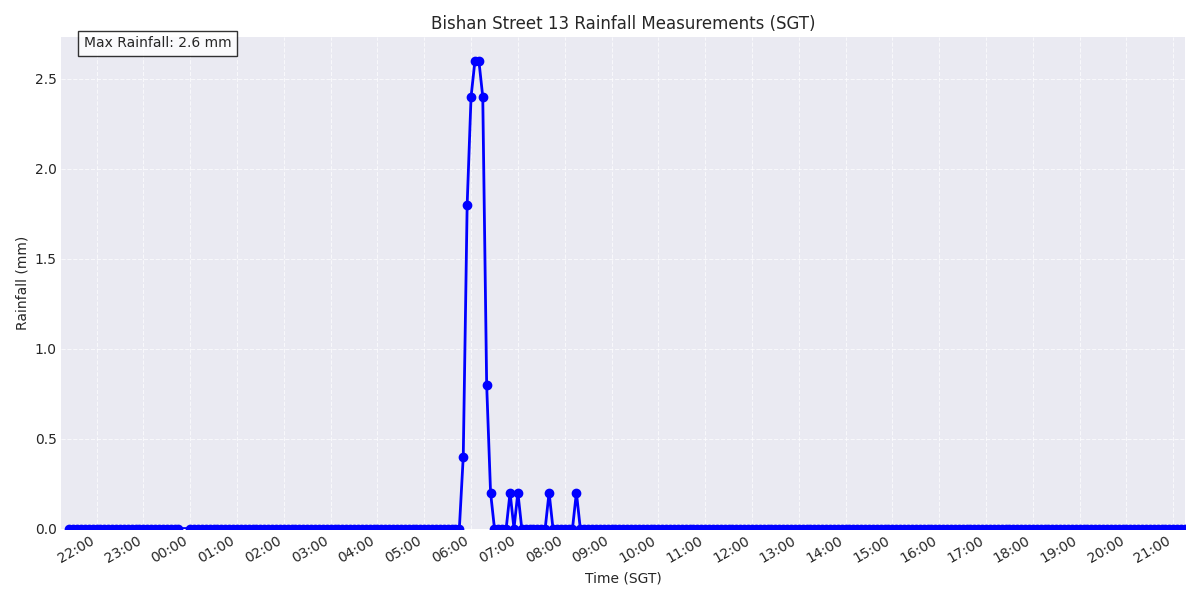 Bishan Street 13 Rainfall Measurements (SGT)
Max Rainfall: 2.6 mm
Rainfall (mm)
2.5
2.0
1.5
1.0
0.5
0.0
22:00 23:00 00:00 01:00 02:00 03:00 04:00 05:00 06:00 07:00 08:00 09:00 10:00 11:00 12:00 13:00 14:00 15:00 16:00 17:00 18:00 19:00 20:00 21:00
Time (SGT)